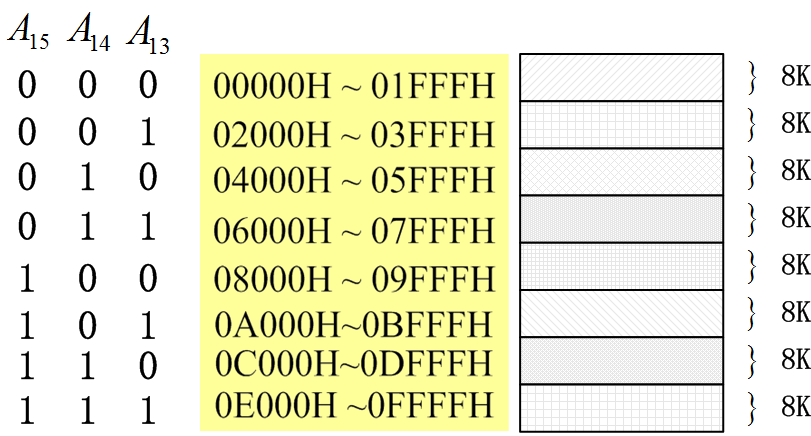 A15 A14 A13
0 0 0 00000H ~ 01FFFH } 8K
0 0 1 02000H ~ 03FFFH } 8K
0 1 0 04000H ~ 05FFFH } 8K
0 1 1 06000H ~ 07FFFH } 8K
1 0 0 08000H ~ 09FFFH } 8K
1 0 1 0A000H~0BFFFH } 8K
1 1 0 0C000H~0DFFFH } 8K
1 1 1 0E000H ~0FFFFH } 8K